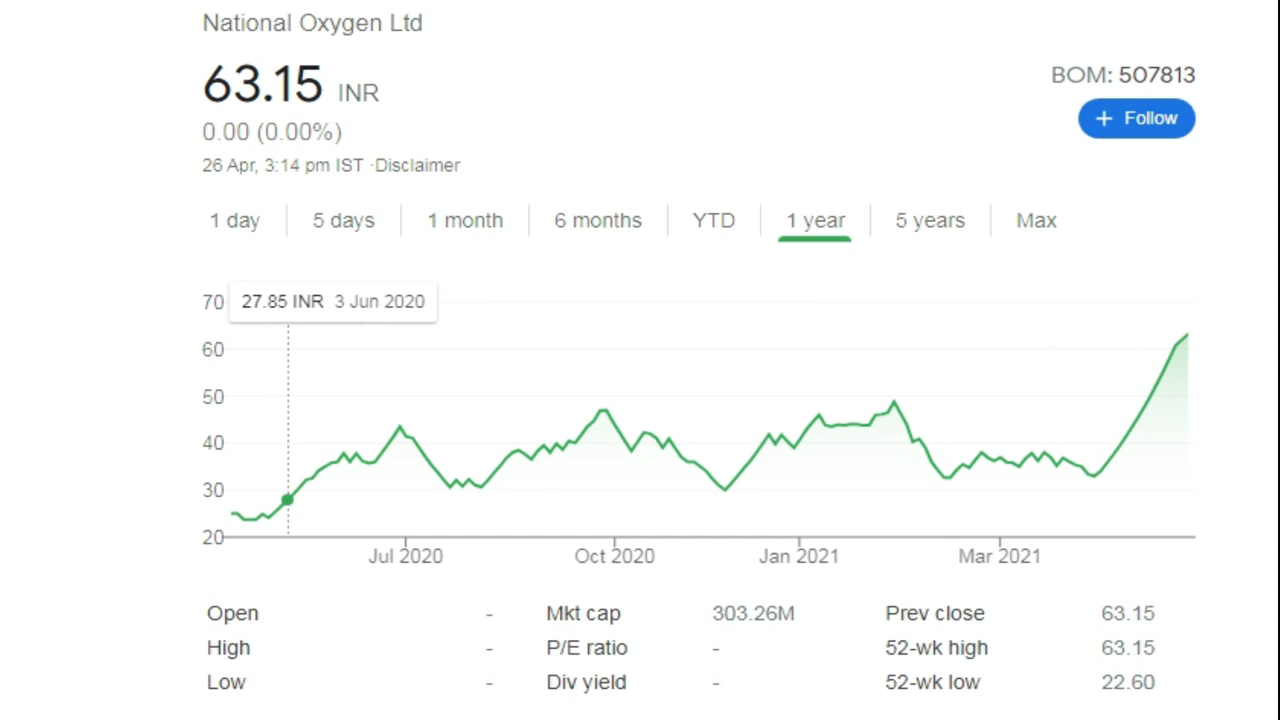 National Oxygen Ltd
63.15 INR
BOM: 507813
+ Follow
0.00 (0.00%)
26 Apr, 3:14 pm IST ·Disclaimer
1 day 5 days 1 month 6 months YTD 1 year 5 years Max
70
27.85 INR 3 Jun 2020
60
50
40
30
20
Jul 2020 Oct 2020 Jan 2021 Mar 2021
Open - Mkt cap 303.26M Prev close 63.15
High - P/E ratio - 52-wk high 63.15
Low - Div yield - 52-wk low 22.60